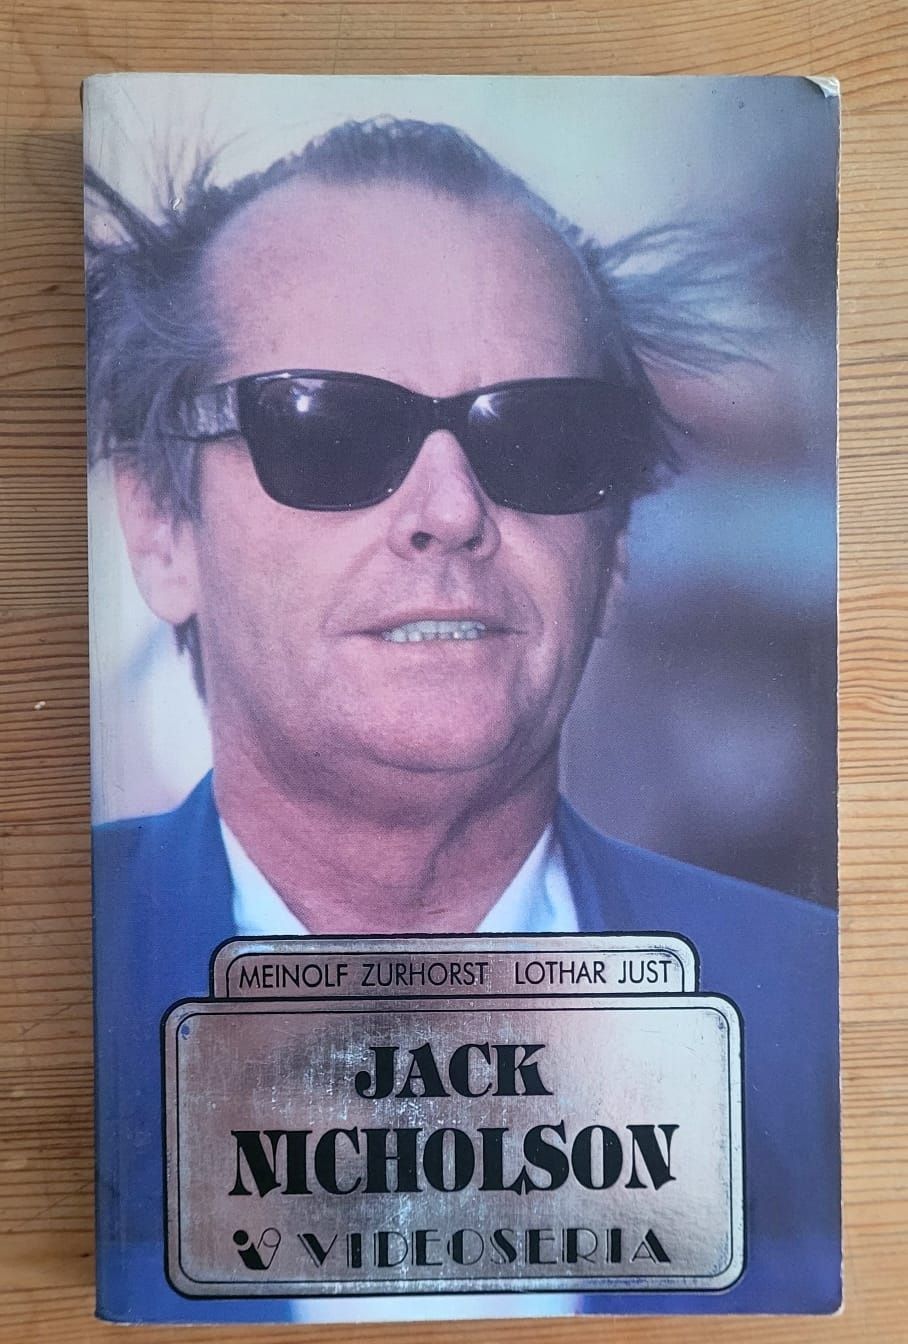 MEINOLF ZURHORST LOTHAR JUST
JACK
NICHOLSON
VIDEOSERIA